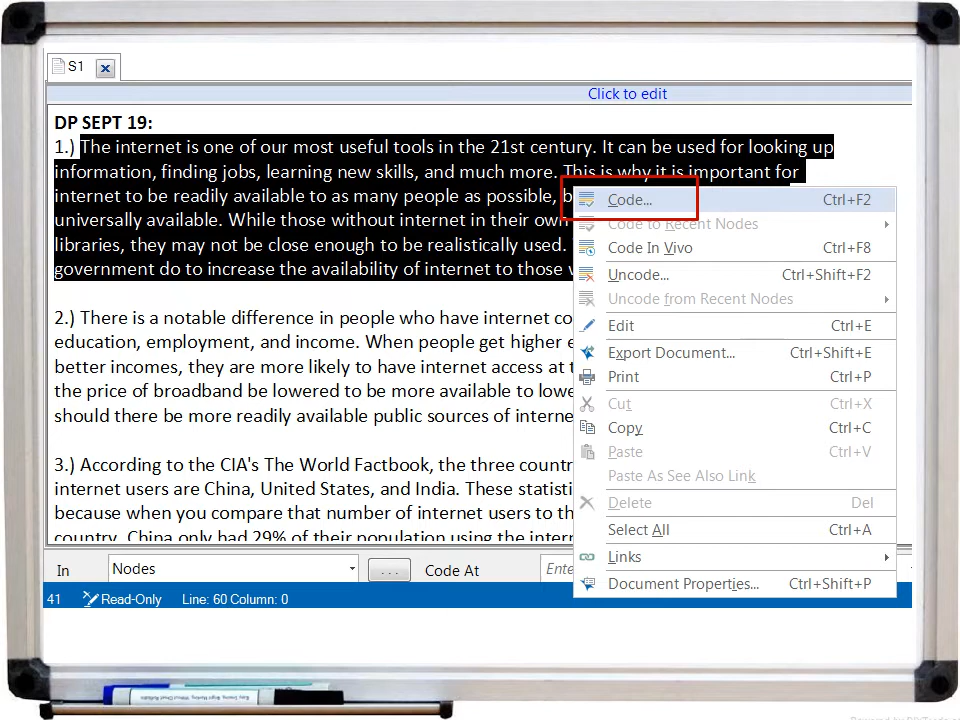 S1
Click to edit
DP SEPT 19:
1.) The internet is one of our most useful tools in the 21st century. It can be used for looking up
information, finding jobs, learning new skills, and much more. This is why it is important for
internet to be readily available to as many people as possible, b
universally available. While those without internet in their own
libraries, they may not be close enough to be realistically used.
government do to increase the availability of internet to those
2.) There is a notable difference in people who have internet co
education, employment, and income. When people get higher e
better incomes, they are more likely to have internet access at
the price of broadband be lowered to be more available to lowe
should there be more readily available public sources of interne
3.) According to the CIA's The World Factbook, the three countr
internet users are China, United States, and India. These statisti
because when you compare that number of internet users to th
country, China only had 29% of their population using the inter
Code... Ctrl+F2
Code to Recent Nodes
Code In Vivo Ctrl+F8
Uncode... Ctrl+Shift+F2
Uncode from Recent Nodes
Edit Ctrl+E
Export Document... Ctrl+Shift+E
Print Ctrl+P
Cut Ctrl+X
Copy Ctrl+C
Paste Ctrl+V
Paste As See Also Link
Delete Del
Select All Ctrl+A
Links
Document Properties... Ctrl+Shift+P
In Nodes ... Code At Ente
41 Read-Only Line: 60 Column: 0